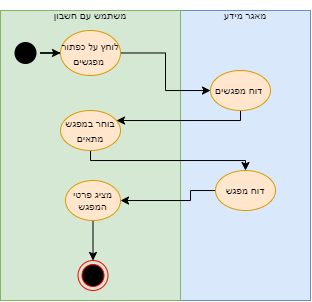 משתמש עם חשבון
מאגר מידע
לוחץ על כפתור
מפגשים
דוח מפגשים
בוחר במפגש
מתאים
דוח מפגש
מציג פרטי
המפגש